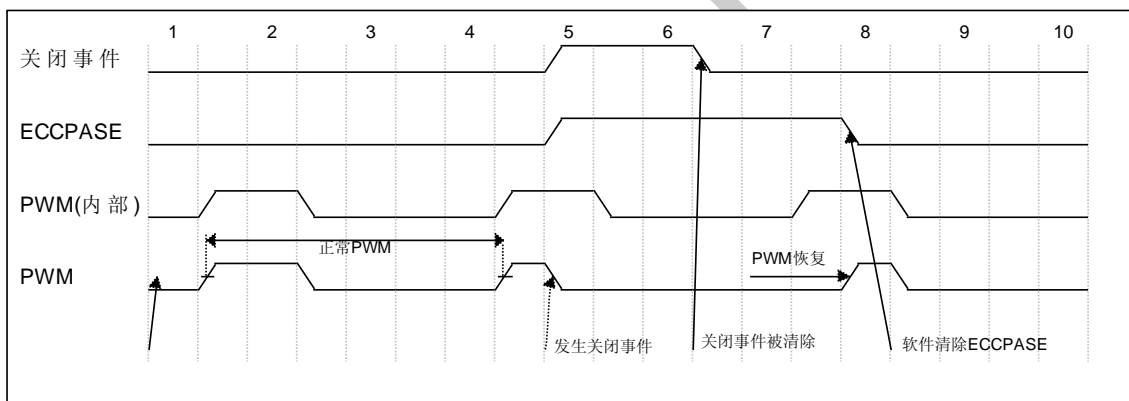 1 2 3 4 5 6 7 8 9 10
关闭事件
ECCPASE
PWM(内部)
正常PWM
PWM
PWM恢复
发生关闭事件
关闭事件被清除
软件清除ECCPASE